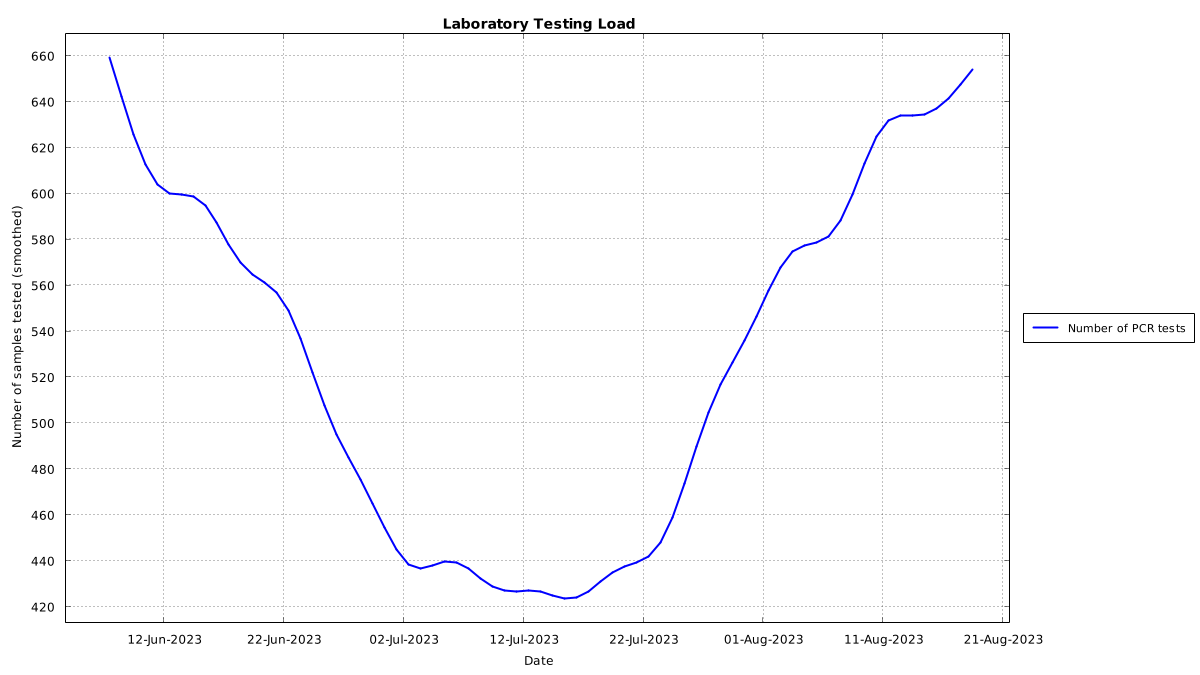 Laboratory Testing Load
Number of samples tested (smoothed)
660
640
620
600
580
560
540
520
500
480
460
440
420
12-Jun-2023 22-Jun-2023 02-Jul-2023 12-Jul-2023 22-Jul-2023 01-Aug-2023 11-Aug-2023 21-Aug-2023
Date
Number of PCR tests